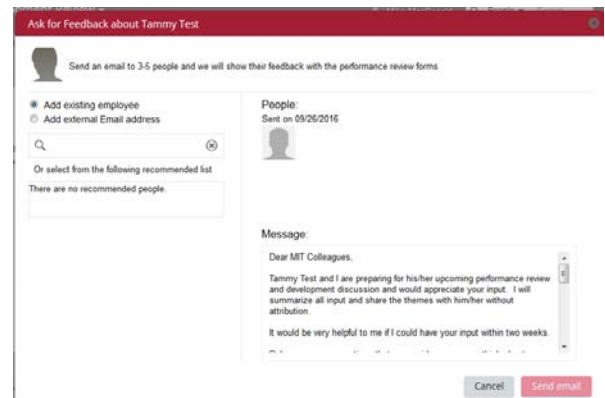 Ask for Feedback about Tammy Test
Send an email to 3-5 people and we will show their feedback with the performance review forms
Add existing employee
Add external Email address
Or select from the following recommended list
There are no recommended people.
People:
Sent on 09/26/2016
Message:
Dear MIT Colleagues,
Tammy Test and I are preparing for his/her upcoming performance review
and development discussion and would appreciate your input. I will
summarize all input and share the themes with him/her without
attribution.
It would be very helpful to me if I could have your input within two weeks.
Cancel
Send email